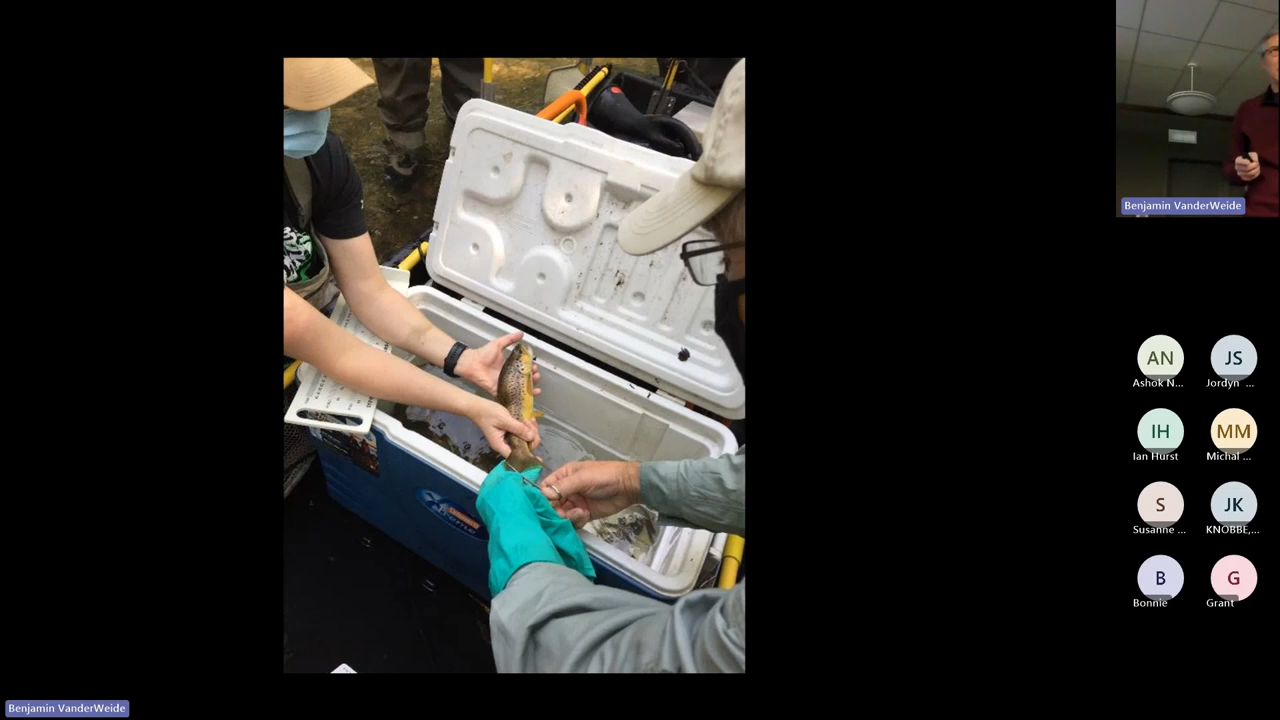 Benjamin VanderWeide
AN
JS
Ashok N...
Jordyn ...
IH
MM
Ian Hurst
Michal ...
S
JK
Susanne ...
KNOBBE,...
B
G
Bonnie
Grant
Benjamin VanderWeide